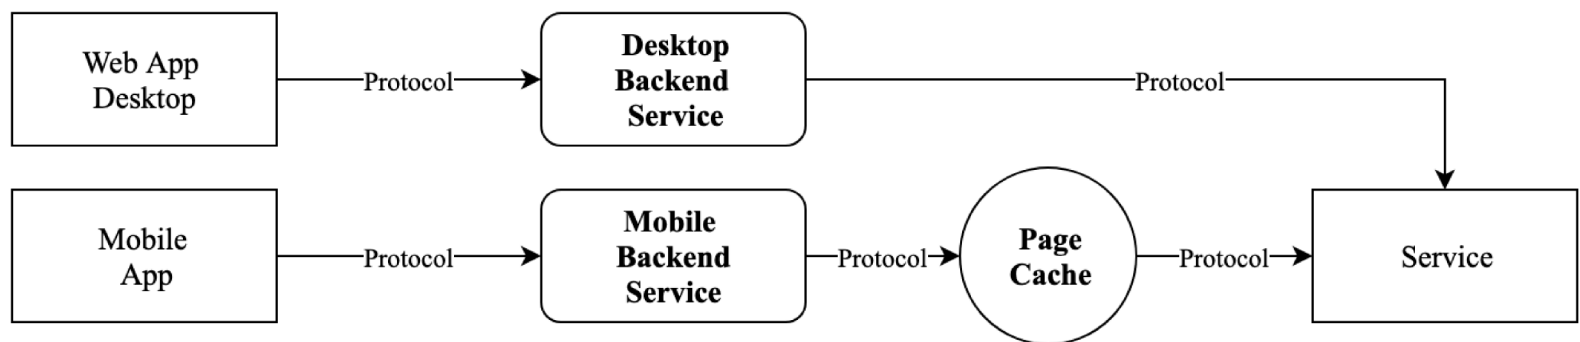 Web App
Desktop
Protocol
Desktop
Backend
Service
Protocol
Mobile
App
Protocol
Mobile
Backend
Service
Protocol
Page
Cache
Protocol
Service